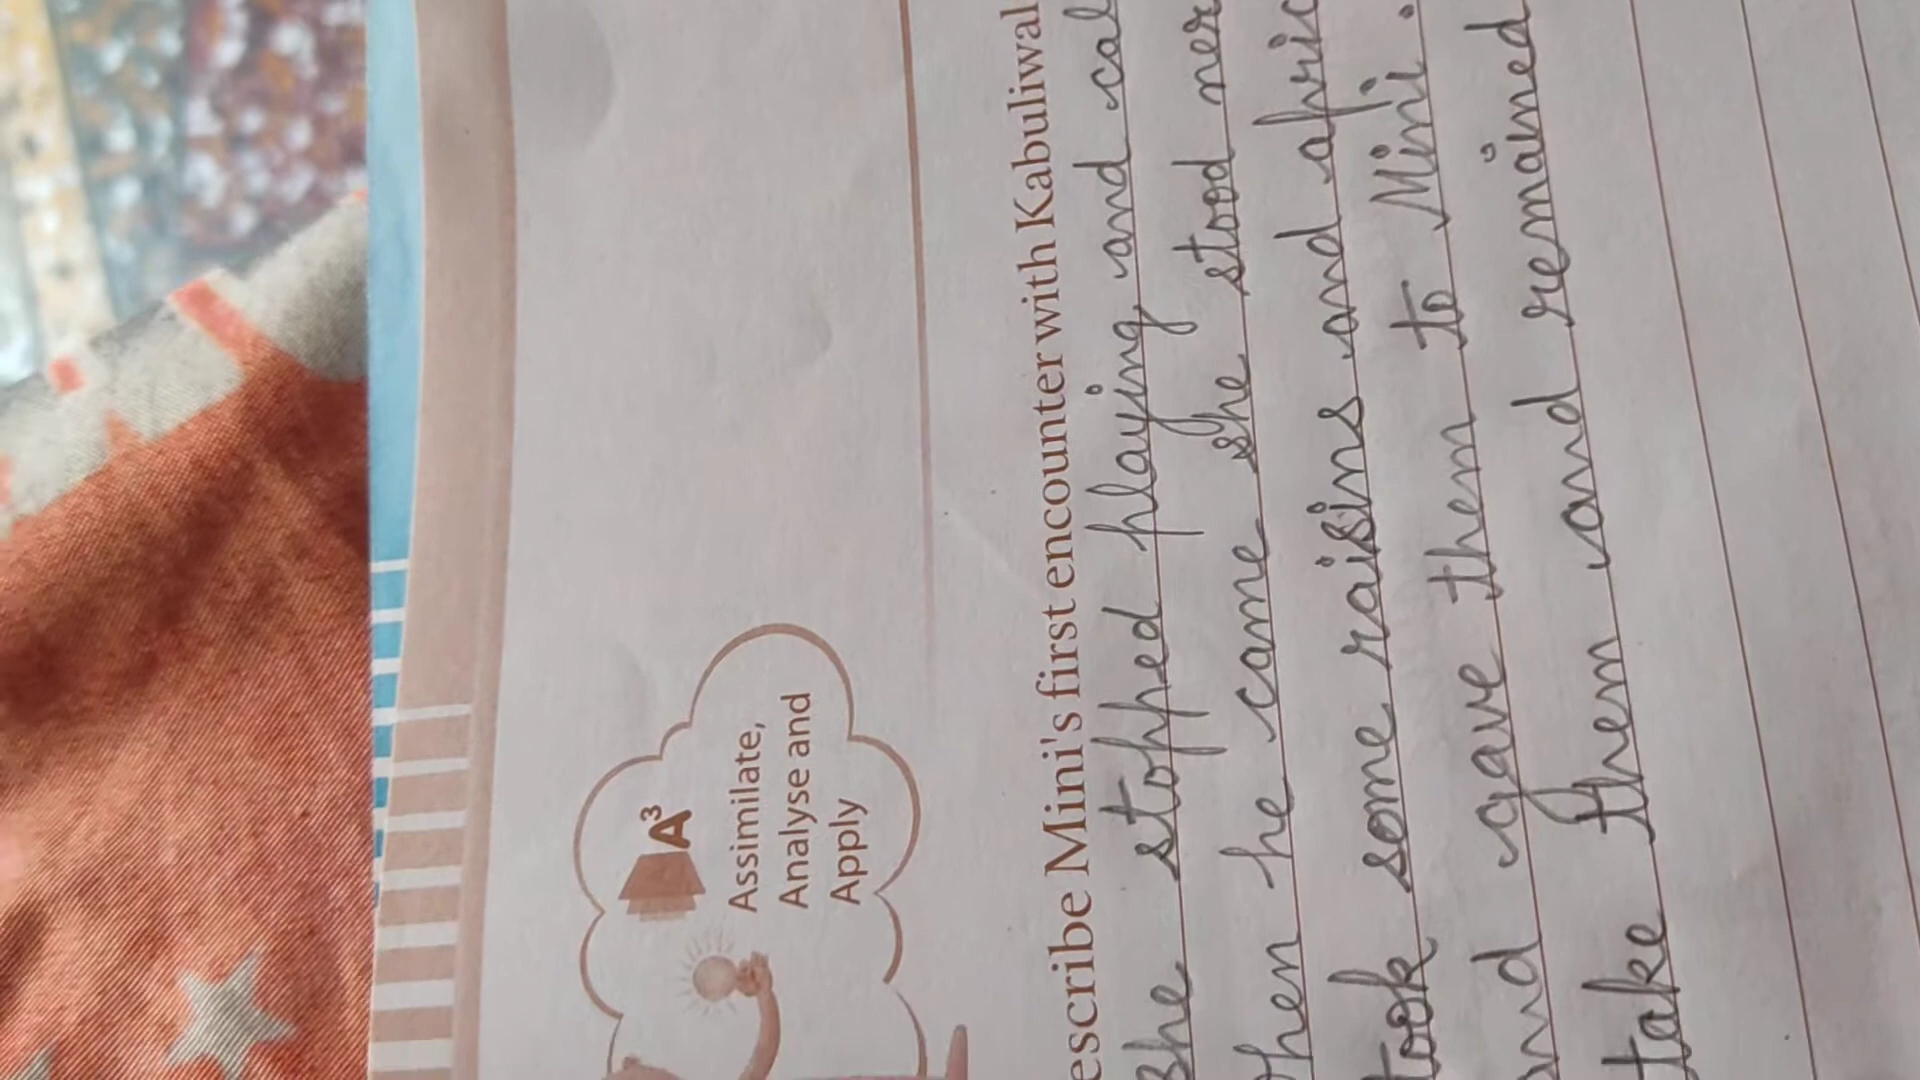 A³
Assimilate,
Analyse and
Apply
escribe Mini's first encounter with Kabuliwal
She stopped playing and cal
hen he came she stood ner
took some raisins and apric
and gave them to Mini.
take them and remained